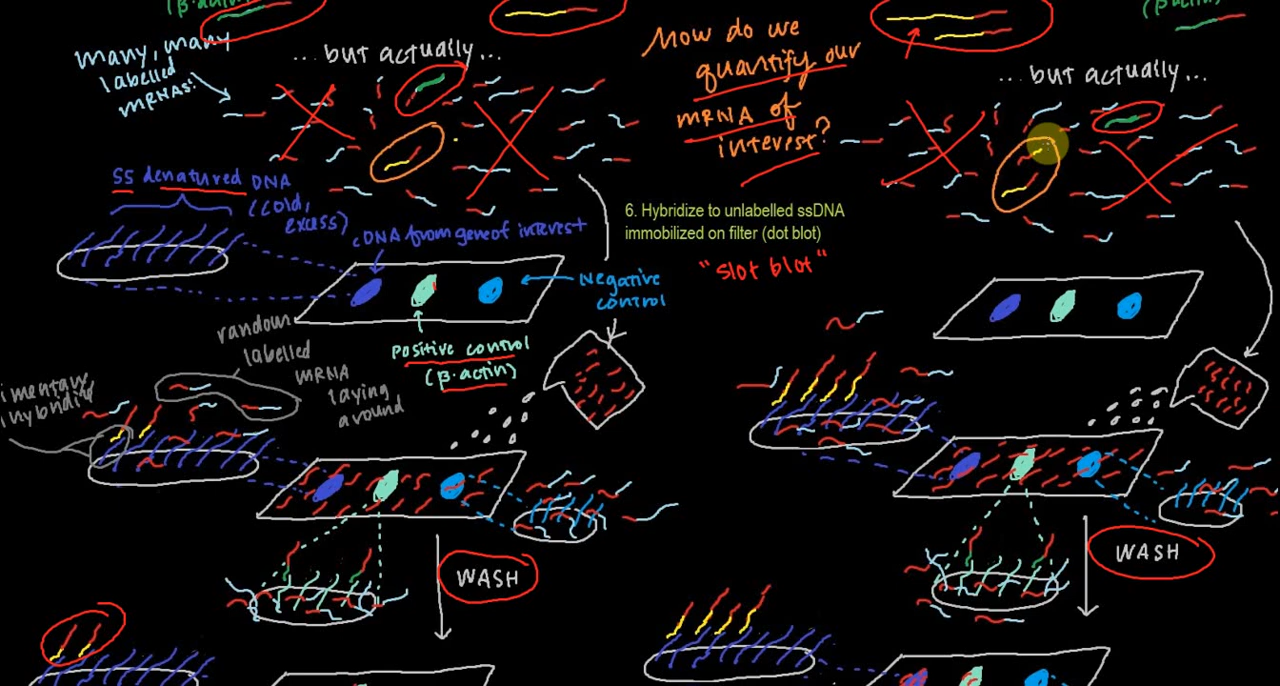 (β.actin)
(β.actin)
many, many
labelled
mRNAs!
...but actually...
How do we
quantify our
mRNA of
interest?
...but actually...
SS denatured DNA
(cold,
excess)
cDNA from gene of interest
6. Hybridize to unlabelled ssDNA
immobilized on filter (dot blot)
"slot blot"
Negative
control
random
labelled
mRNA
laying
around
Positive control
(β.actin)
WASH
WASH